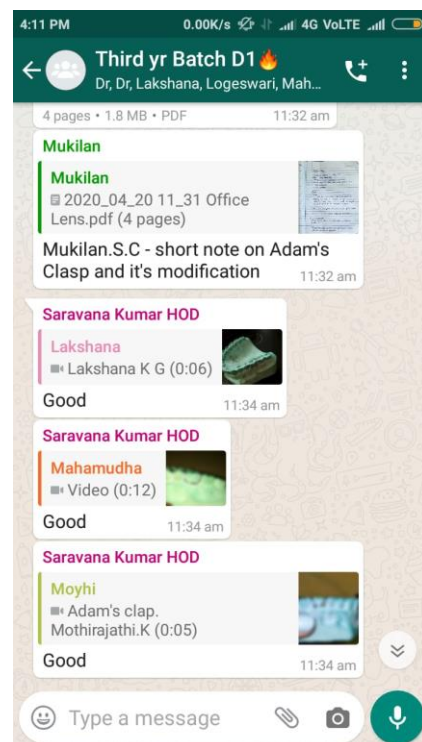 4:11 PM 0.00K/s 4G VoLTE
Third yr Batch D1🔥
Dr, Dr, Lakshana, Logeswari, Mah...
4 pages • 1.8 MB • PDF 11:32 am
Mukilan
Mukilan
2020_04_20 11_31 Office
Lens.pdf (4 pages)
Mukilan.S.C - short note on Adam's
Clasp and it's modification 11:32 am
Saravana Kumar HOD
Lakshana
Lakshana K G (0:06)
Good 11:34 am
Saravana Kumar HOD
Mahamudha
Video (0:12)
Good 11:34 am
Saravana Kumar HOD
Moyhi
Adam's clap.
Mothirajathi.K (0:05)
Good 11:34 am
Type a message